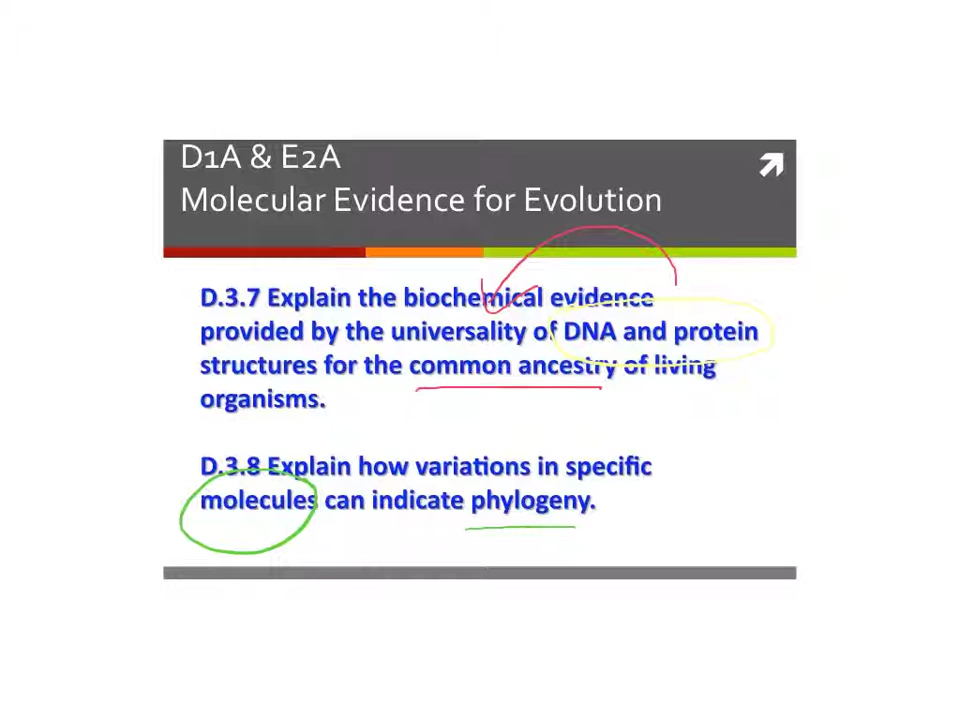 D1A & E2A
Molecular Evidence for Evolution
D.3.7 Explain the biochemical evidence
provided by the universality of DNA and protein
structures for the common ancestry of living
organisms.
D.3.8 Explain how variations in specific
molecules can indicate phylogeny.